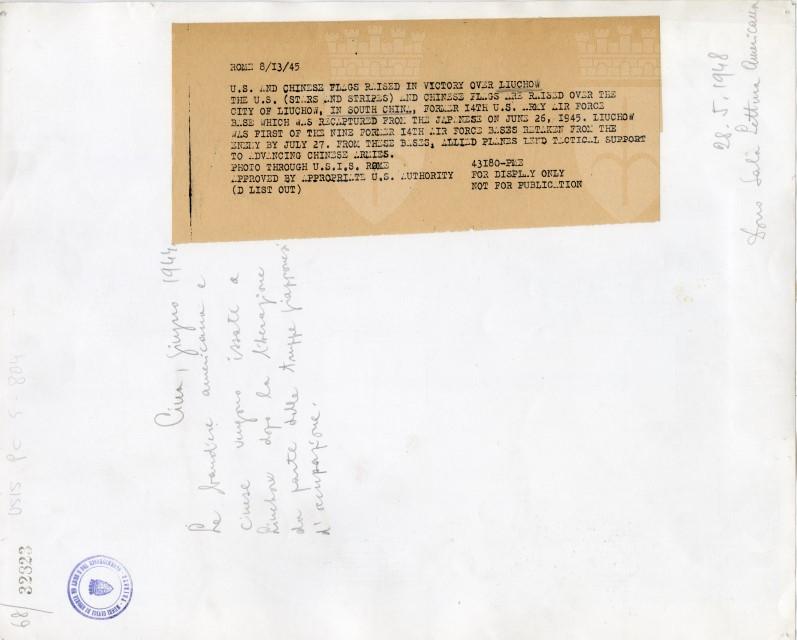 ROME 8/13/45
U.S. AND CHINESE FLAGS RAISED IN VICTORY OVER LIUCHOW
THE U.S. (STARS AND STRIPES) AND CHINESE FLAGS ARE RAISED OVER THE
CITY OF LIUCHOW, IN SOUTH CHINA, FORMER 14TH U.S. ARMY AIR FORCE
BASE WHICH WAS RECAPTURED FROM THE JAPANESE ON JUNE 26, 1945. LIUCHOW
WAS FIRST OF THE NINE FORMER 14TH AIR FORCE BASES RETAKEN FROM THE
ENEMY BY JULY 27. FROM THESE BASES, ALLIED PLANES LEND TACTICAL SUPPORT
TO ADVANCING CHINESE ARMIES.
PHOTO THROUGH U.S.I.S. ROME 43180-PME
APPROVED BY APPROPRIATE U.S. AUTHORITY FOR DISPLAY ONLY
(D LIST OUT) NOT FOR PUBLICATION
28.5.1948
Dono Sala Lettura Americana
Cina, giugno 194
Le bandiere americana e
cinese vengono issate a
Liuchow dopo la liberazione
da parte delle truppe giapponesi
d'occupazione.
USIS PC 5-804
68/ 32323